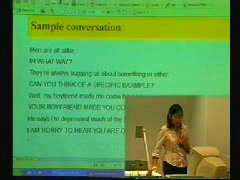 Sample conversation
Men are all alike.
IN WHAT WAY?
They're always bugging us about something or other.
CAN YOU THINK OF A SPECIFIC EXAMPLE?
Well, my boyfriend made me come
YOUR BOYFRIEND MADE YOU CO
He says I'm depressed much of the
I AM SORRY TO HEAR YOU ARE D